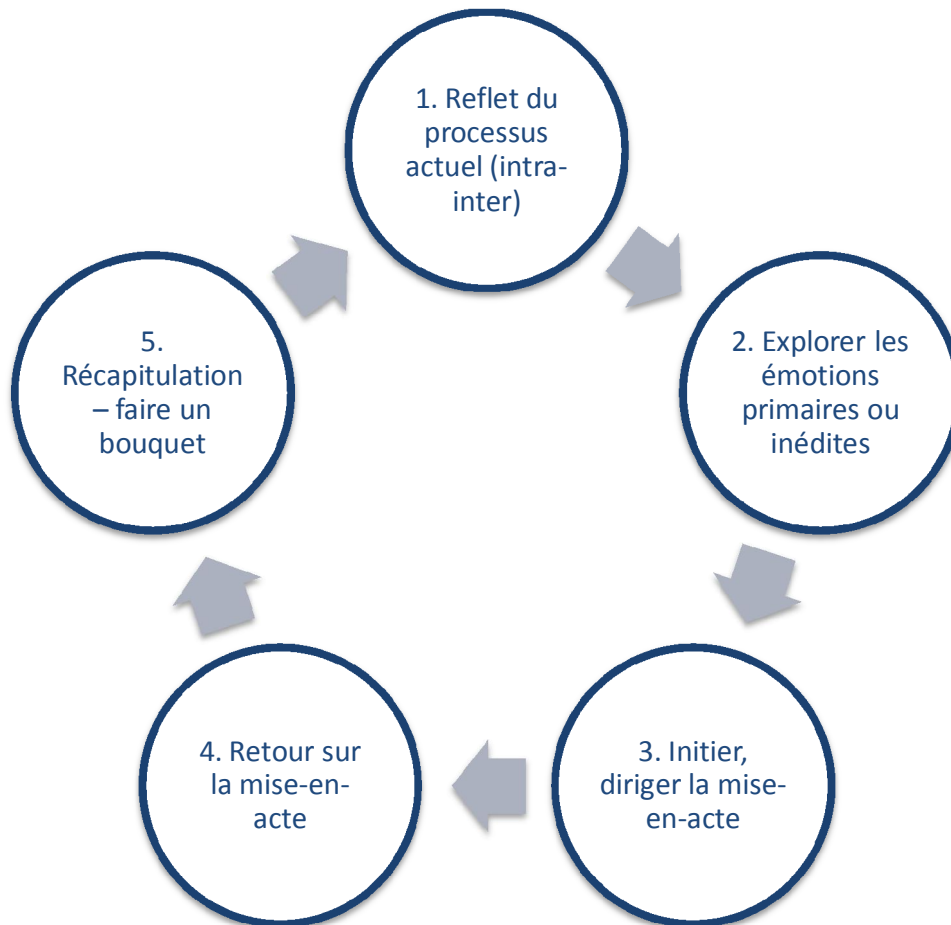 1. Reflet du
processus
actuel (intra-
inter)
2. Explorer les
émotions
primaires ou
inédites
3. Initier,
diriger la mise-
en-acte
4. Retour sur
la mise-en-
acte
5.
Récapitulation
– faire un
bouquet